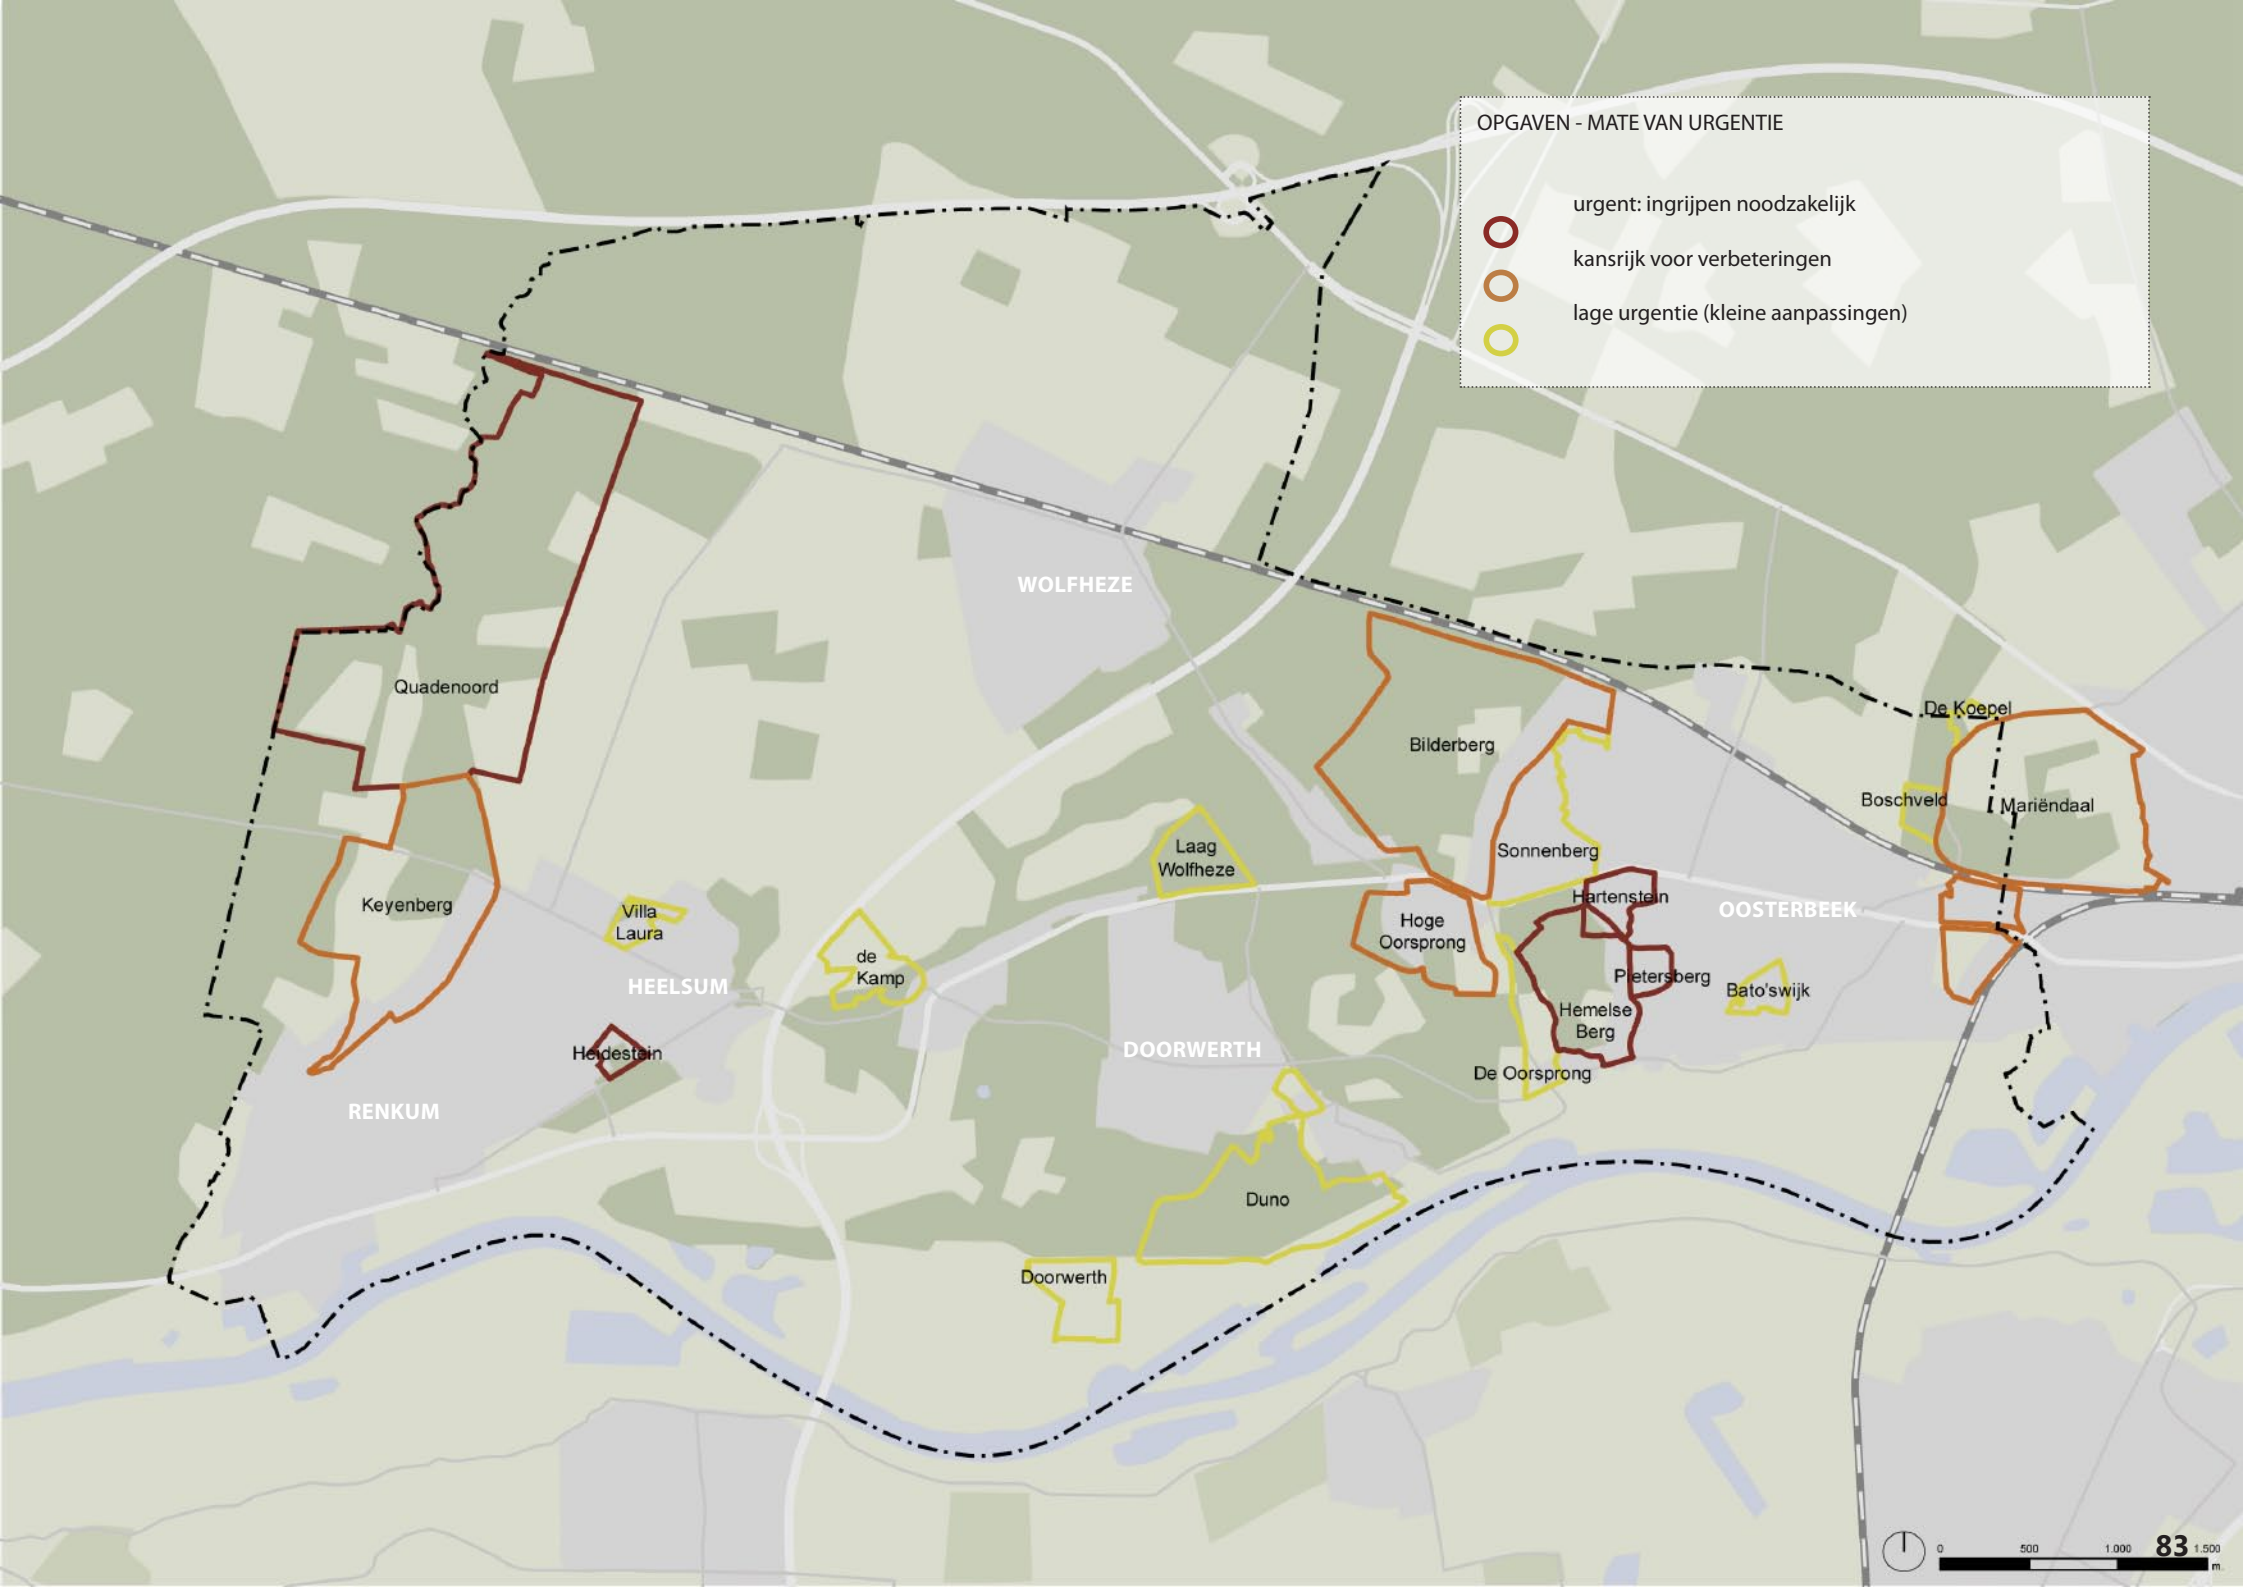 OPGAVEN - MATE VAN URGENTIE
urgent: ingrijpen noodzakelijk
kansrijk voor verbeteringen
lage urgentie (kleine aanpassingen)
WOLFHEZE
Quadenoord
De Koepel
Bilderberg
Boschveld
Mariëndaal
Laag
Wolfheze
Sonnenberg
Keyenberg
Villa
Laura
Hartenstein
OOSTERBEEK
Hoge
Oorsprong
de
Kamp
HEELSUM
Pietersberg
Bato'swijk
Hemelse
Berg
Heidestein
DOORWERTH
De Oorsprong
RENKUM
Duno
Doorwerth
83
0 500 1.000 1.500
m